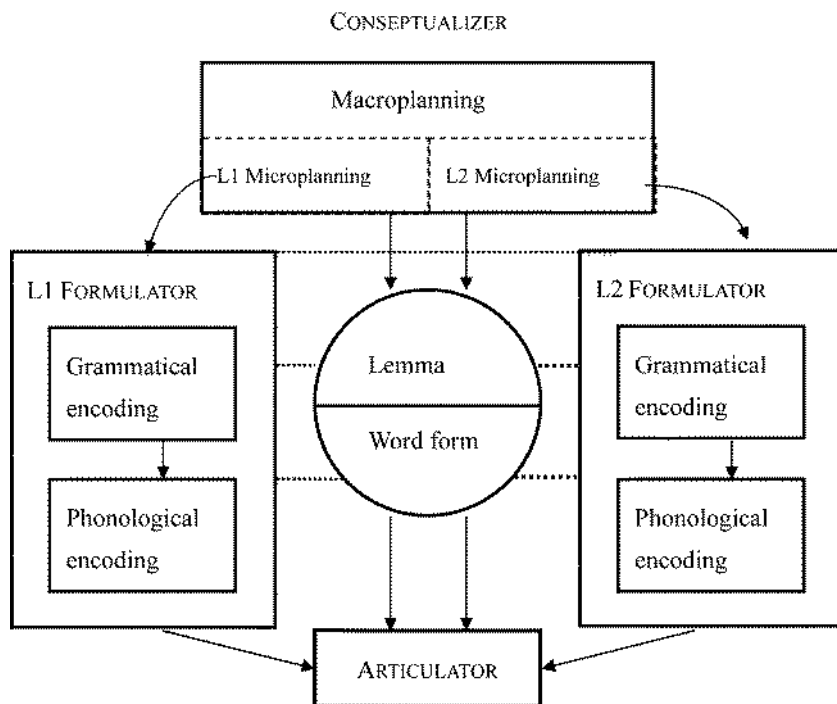 CONSEPTUALIZER
Macroplanning
L1 Microplanning
L2 Microplanning
L1 FORMULATOR
Grammatical
encoding
Phonological
encoding
Lemma
Word form
L2 FORMULATOR
Grammatical
encoding
Phonological
encoding
ARTICULATOR